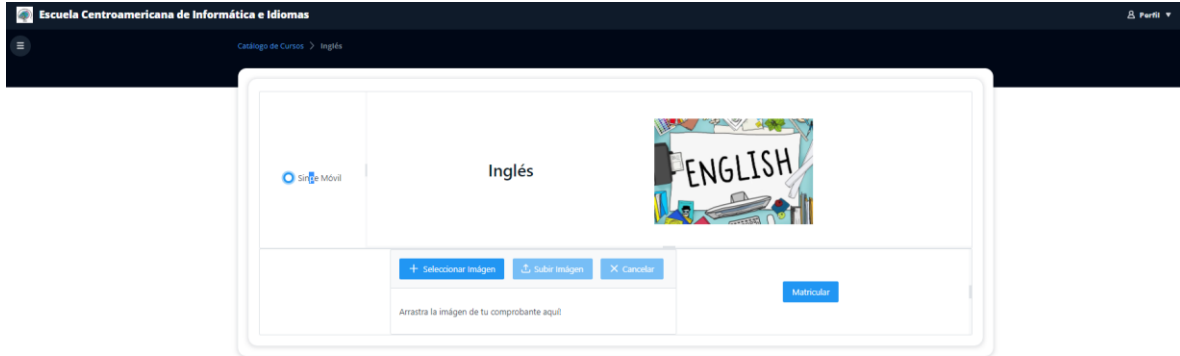 Escuela Centroamericana de Informática e Idiomas
Perfil
Catálogo de Cursos > Inglés
Sinpe Móvil
Inglés
ENGLISH
+ Seleccionar Imágen
Subir Imágen
X Cancelar
Matricular
Arrastra la imágen de tu comprobante aquí!